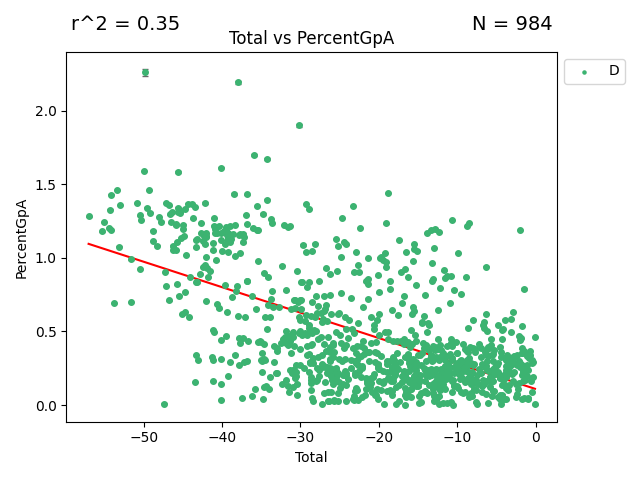 r^2 = 0.35
N = 984
Total vs PercentGpA
D
PercentGpA
2.0
1.5
1.0
0.5
0.0
−50
−40
−30
−20
−10
0
Total